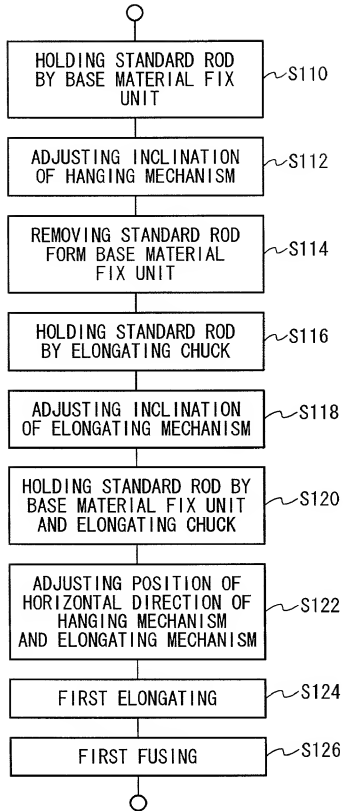 HOLDING STANDARD ROD
BY BASE MATERIAL FIX
UNIT
S110
ADJUSTING INCLINATION
OF HANGING MECHANISM
S112
REMOVING STANDARD ROD
FORM BASE MATERIAL
FIX UNIT
S114
HOLDING STANDARD ROD
BY ELONGATING CHUCK
S116
ADJUSTING INCLINATION
OF ELONGATING MECHANISM
S118
HOLDING STANDARD ROD BY
BASE MATERIAL FIX UNIT
AND ELONGATING CHUCK
S120
ADJUSTING POSITION OF
HORIZONTAL DIRECTION OF
HANGING MECHANISM
AND ELONGATING MECHANISM
S122
FIRST ELONGATING
S124
FIRST FUSING
S126